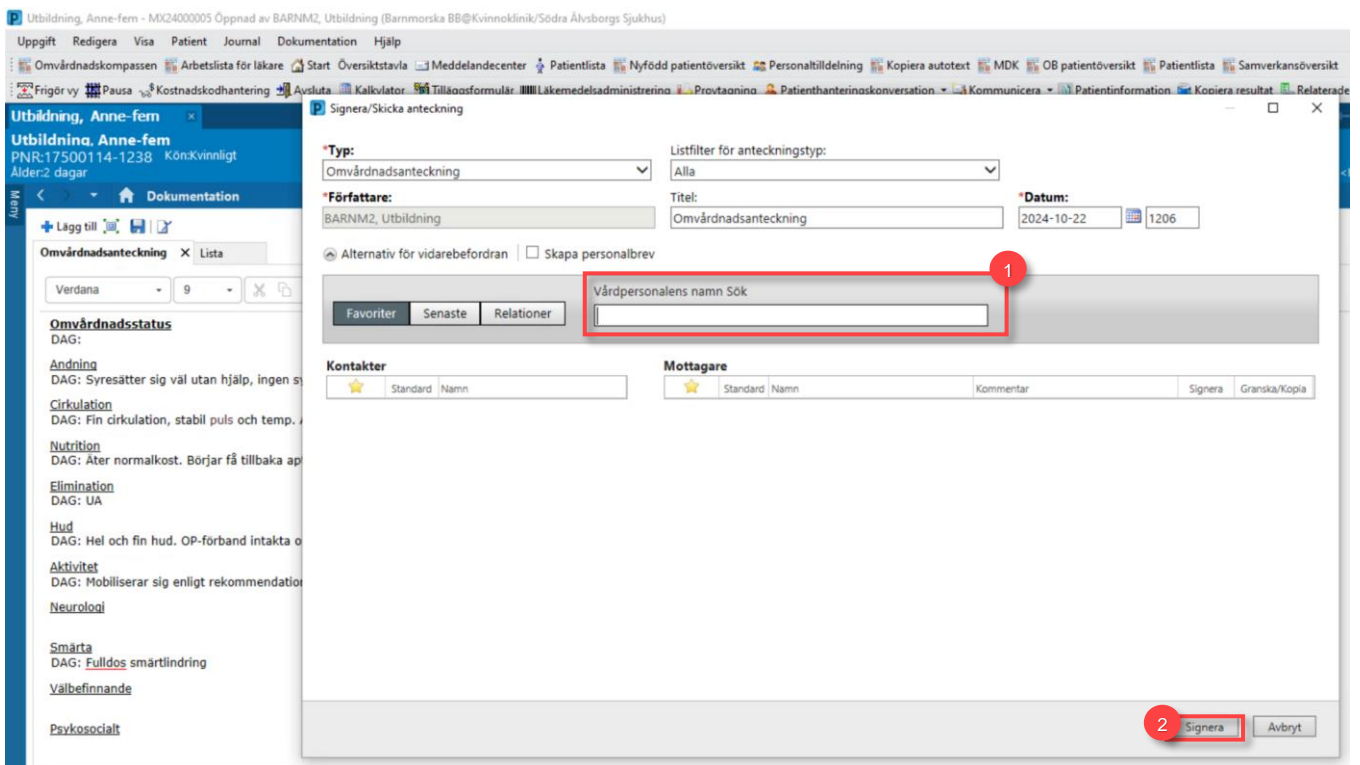 Utbildning, Anne-fem - MX24000005 Öppnad av BARNM2, Utbildning (Barnmorska BB@Kvinnoklinik/Södra Älvsborgs Sjukhus)
Uppgift Redigera Visa Patient Journal Dokumentation Hjälp
Omvårdnadskompassen Arbetslista för läkare Start Översiktstavla Meddelandecenter Patientlista Nyfödd patientöversikt Personaltilldelning Kopiera autotext MDK OB patientöversikt Patientlista Samverkansöversikt
Frigör vy Pausa Kostnadskodhantering Avsluta Kalkylator Tilläggsformulär Läkemedelsadministrering Provtagning Patienthanteringskonversation Kommunicera Patientinformation Kopiera resultat Relaterade
Utbildning, Anne-fem
Utbildning, Anne-fem
PNR:17500114-1238 Kön:Kvinnligt
Ålder:2 dagar
Meny
Dokumentation
Lägg till
Omvårdnadsanteckning X Lista
Verdana 9
Omvårdnadsstatus
DAG:
Andning
DAG: Syresätter sig väl utan hjälp, ingen
Cirkulation
DAG: Fin cirkulation, stabil puls och temp.
Nutrition
DAG: Äter normalkost. Börjar få tillbaka
Elimination
DAG: UA
Hud
DAG: Hel och fin hud. OP-förband intakta
Aktivitet
DAG: Mobiliserar sig enligt
Neurologi
Smärta
DAG: Fulldos smärtlindring
Välbefinnande
Psykosocialt
Signera/Skicka anteckning
*Typ: Listfilter för anteckningstyp:
Omvårdnadsanteckning Alla
*Författare: Titel: *Datum:
BARNM2, Utbildning Omvårdnadsanteckning 2024-10-22 1206
Alternativ för vidarebefordran Skapa personalbrev
1
Vårdpersonalens namn Sök
Favoriter Senaste Relationer
Kontakter Mottagare
Standard Namn Standard Namn Kommentar Signera Granska/Kopia
2 Signera Avbryt